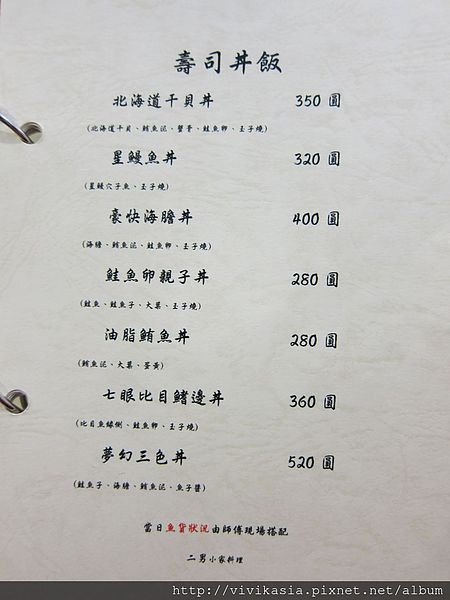 壽司丼飯
北海道干貝丼 350 圓
(北海道干貝、鮪魚泥、蟹膏、鮭魚卵、玉子燒)
星鰻魚丼 320 圓
(星鰻穴子魚、玉子燒)
豪快海膽丼 400 圓
(海膽、鮪魚泥、鮭魚卵、玉子燒)
鮭魚卵親子丼 280 圓
(鮭魚、鮭魚子、大葉、玉子燒)
油脂鮪魚丼 280 圓
(鮪魚泥、大葉、蛋黃)
七眼比目鰭邊丼 360 圓
(比目魚緣側、鮭魚卵、玉子燒)
夢幻三色丼 520 圓
(鮭魚子、海膽、鮪魚泥、魚子醬)
當日魚貨狀況由師傅現場搭配
二男小家料理
http://vivikasia.pixnet.net/album